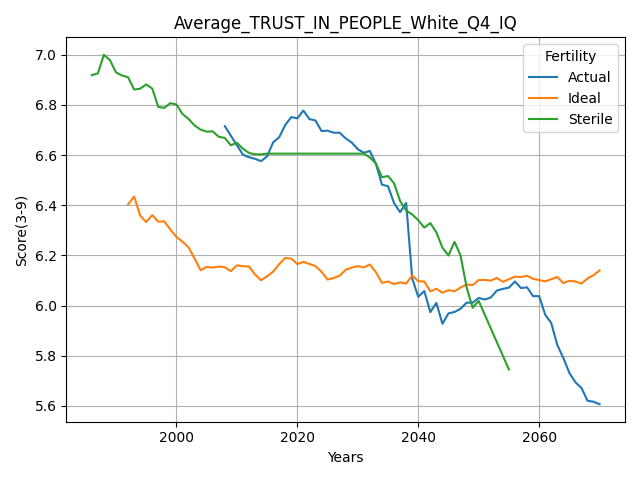 Average_TRUST_IN_PEOPLE_White_Q4_IQ
Score(3-9)
7.0
6.8
6.6
6.4
6.2
6.0
5.8
5.6
Fertility
Actual
Ideal
Sterile
2000
2020
2040
2060
Years